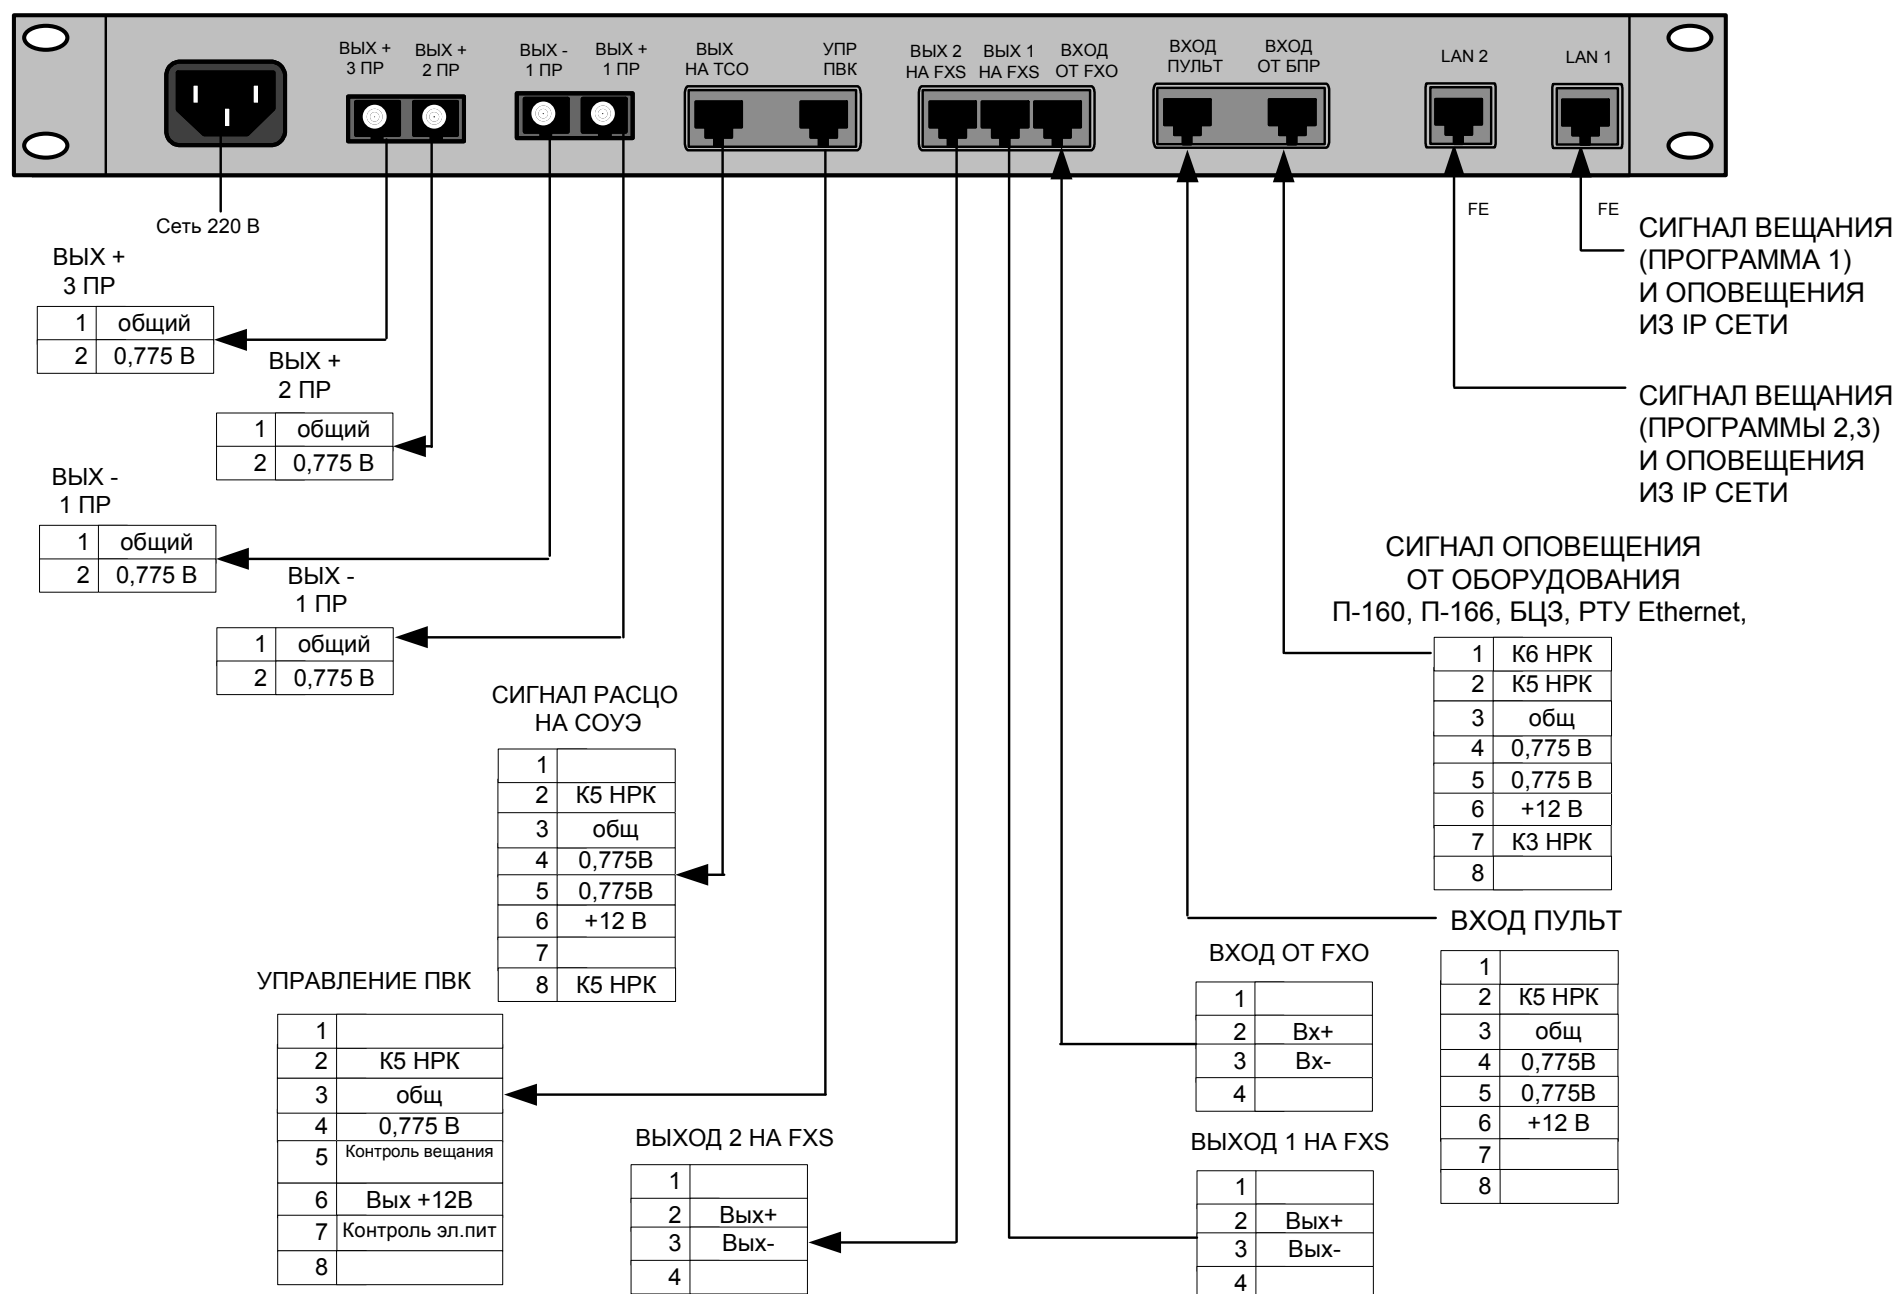 ВЫХ +
3 ПР
ВЫХ +
2 ПР
ВЫХ -
1 ПР
ВЫХ +
1 ПР
ВЫХ
НА ТСО
УПР
ПВК
ВЫХ 2
НА FXS
ВЫХ 1
НА FXS
ВХОД
ОТ FXO
ВХОД
ПУЛЬТ
ВХОД
ОТ БПР
LAN 2
LAN 1
Сеть 220 В
FE
FE
СИГНАЛ ВЕЩАНИЯ
(ПРОГРАММА 1)
И ОПОВЕЩЕНИЯ
ИЗ IP СЕТИ
СИГНАЛ ВЕЩАНИЯ
(ПРОГРАММЫ 2,3)
И ОПОВЕЩЕНИЯ
ИЗ IP СЕТИ
ВЫХ +
3 ПР
1 общий
2 0,775 В
ВЫХ +
2 ПР
1 общий
2 0,775 В
ВЫХ -
1 ПР
1 общий
2 0,775 В
ВЫХ -
1 ПР
1 общий
2 0,775 В
СИГНАЛ ОПОВЕЩЕНИЯ
ОТ ОБОРУДОВАНИЯ
П-160, П-166, БЦЗ, РТУ Ethernet,
1 К6 НРК
2 К5 НРК
3 общ
4 0,775 В
5 0,775 В
6 +12 В
7 К3 НРК
8
СИГНАЛ РАСЦО
НА СОУЭ
1
2 К5 НРК
3 общ
4 0,775В
5 0,775В
6 +12 В
7
8 К5 НРК
ВХОД ПУЛЬТ
1
2 К5 НРК
3 общ
4 0,775В
5 0,775В
6 +12 В
7
8
ВХОД ОТ FXO
1
2 Вх+
3 Вх-
4
УПРАВЛЕНИЕ ПВК
1
2 К5 НРК
3 общ
4 0,775 В
5 Контроль вещания
6 Вых +12В
7 Контроль эл.пит
8
ВЫХОД 2 НА FXS
1
2 Вых+
3 Вых-
4
ВЫХОД 1 НА FXS
1
2 Вых+
3 Вых-
4